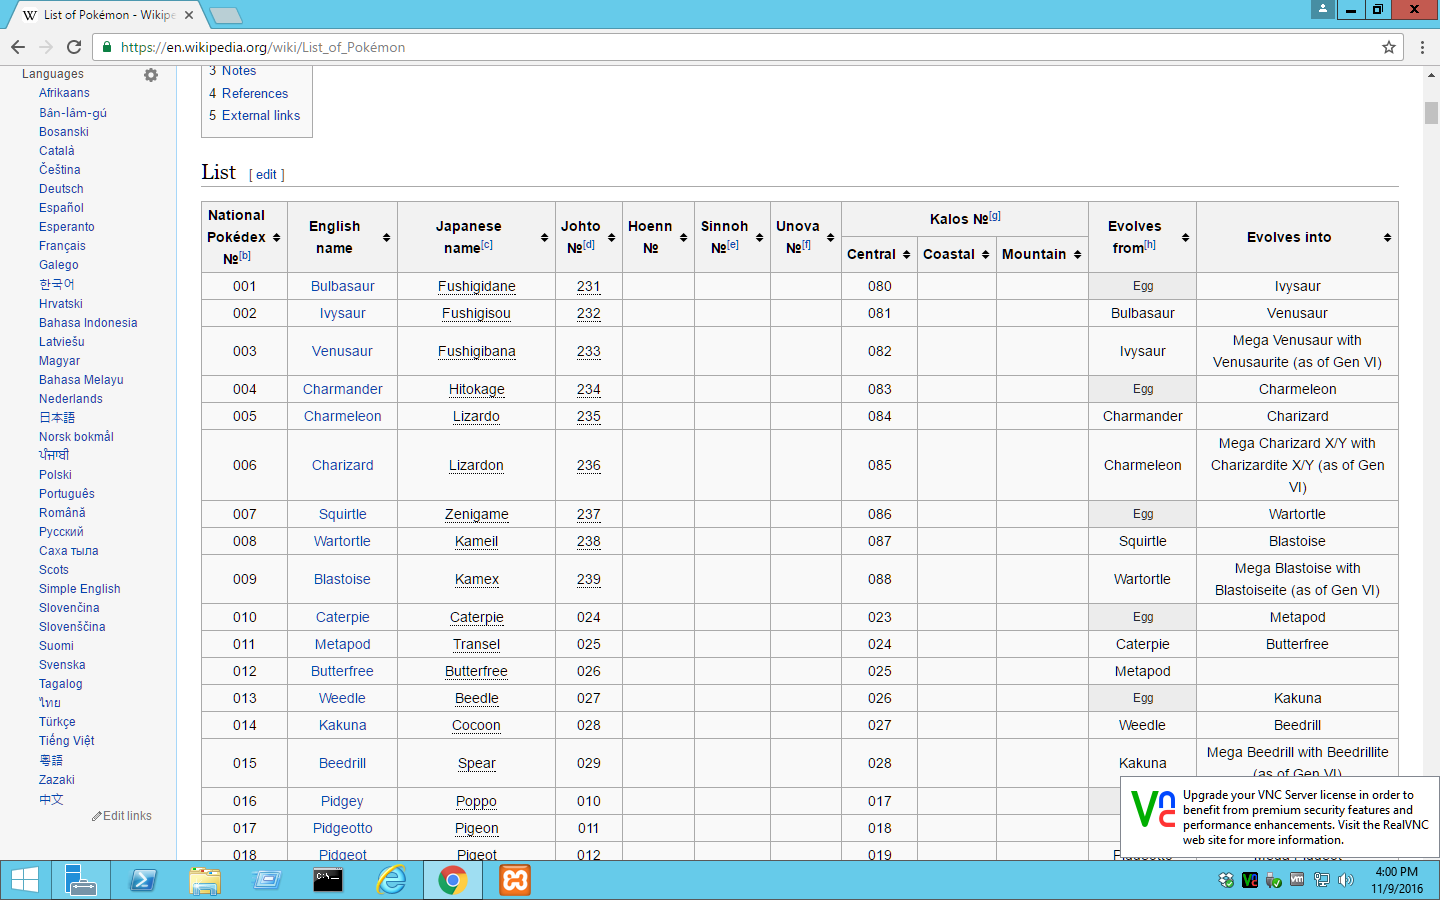 List of Pokémon - Wikipe
https://en.wikipedia.org/wiki/List_of_Pokémon
Languages
Afrikaans
Bân-lâm-gú
Bosanski
Català
Čeština
Deutsch
Español
Esperanto
Français
Galego
한국어
Hrvatski
Bahasa Indonesia
Latviešu
Magyar
Bahasa Melayu
Nederlands
日本語
Norsk bokmål
ਪੰਜਾਬੀ
Polski
Português
Română
Русский
Саха тыла
Scots
Simple English
Slovenčina
Slovenščina
Suomi
Svenska
Tagalog
ไทย
Türkçe
Tiếng Việt
粵語
Zazaki
中文
Edit links
3 Notes
4 References
5 External links
List [ edit ]
National Pokédex №[b] English name Japanese name[c] Johto №[d] Hoenn № Sinnoh №[e] Unova №[f] Kalos №[g] Evolves from[h] Evolves into
Central Coastal Mountain
001 Bulbasaur Fushigidane 231 080 Egg Ivysaur
002 Ivysaur Fushigisou 232 081 Bulbasaur Venusaur
003 Venusaur Fushigibana 233 082 Ivysaur Mega Venusaur with Venusaurite (as of Gen VI)
004 Charmander Hitokage 234 083 Egg Charmeleon
005 Charmeleon Lizardo 235 084 Charmander Charizard
006 Charizard Lizardon 236 085 Charmeleon Mega Charizard X/Y with Charizardite X/Y (as of Gen VI)
007 Squirtle Zenigame 237 086 Egg Wartortle
008 Wartortle Kameil 238 087 Squirtle Blastoise
009 Blastoise Kamex 239 088 Wartortle Mega Blastoise with Blastoiseite (as of Gen VI)
010 Caterpie Caterpie 024 023 Egg Metapod
011 Metapod Transel 025 024 Caterpie Butterfree
012 Butterfree Butterfree 026 025 Metapod
013 Weedle Beedle 027 026 Egg Kakuna
014 Kakuna Cocoon 028 027 Weedle Beedrill
015 Beedrill Spear 029 028 Kakuna Mega Beedrill with Beedrillite (as of Gen VI)
016 Pidgey Poppo 010 017
017 Pidgeotto Pigeon 011 018
018 Pidgeot Pigeot 012 019
Upgrade your VNC Server license in order to
benefit from premium security features and
performance enhancements. Visit the RealVNC
web site for more information.
4:00 PM
11/9/2016